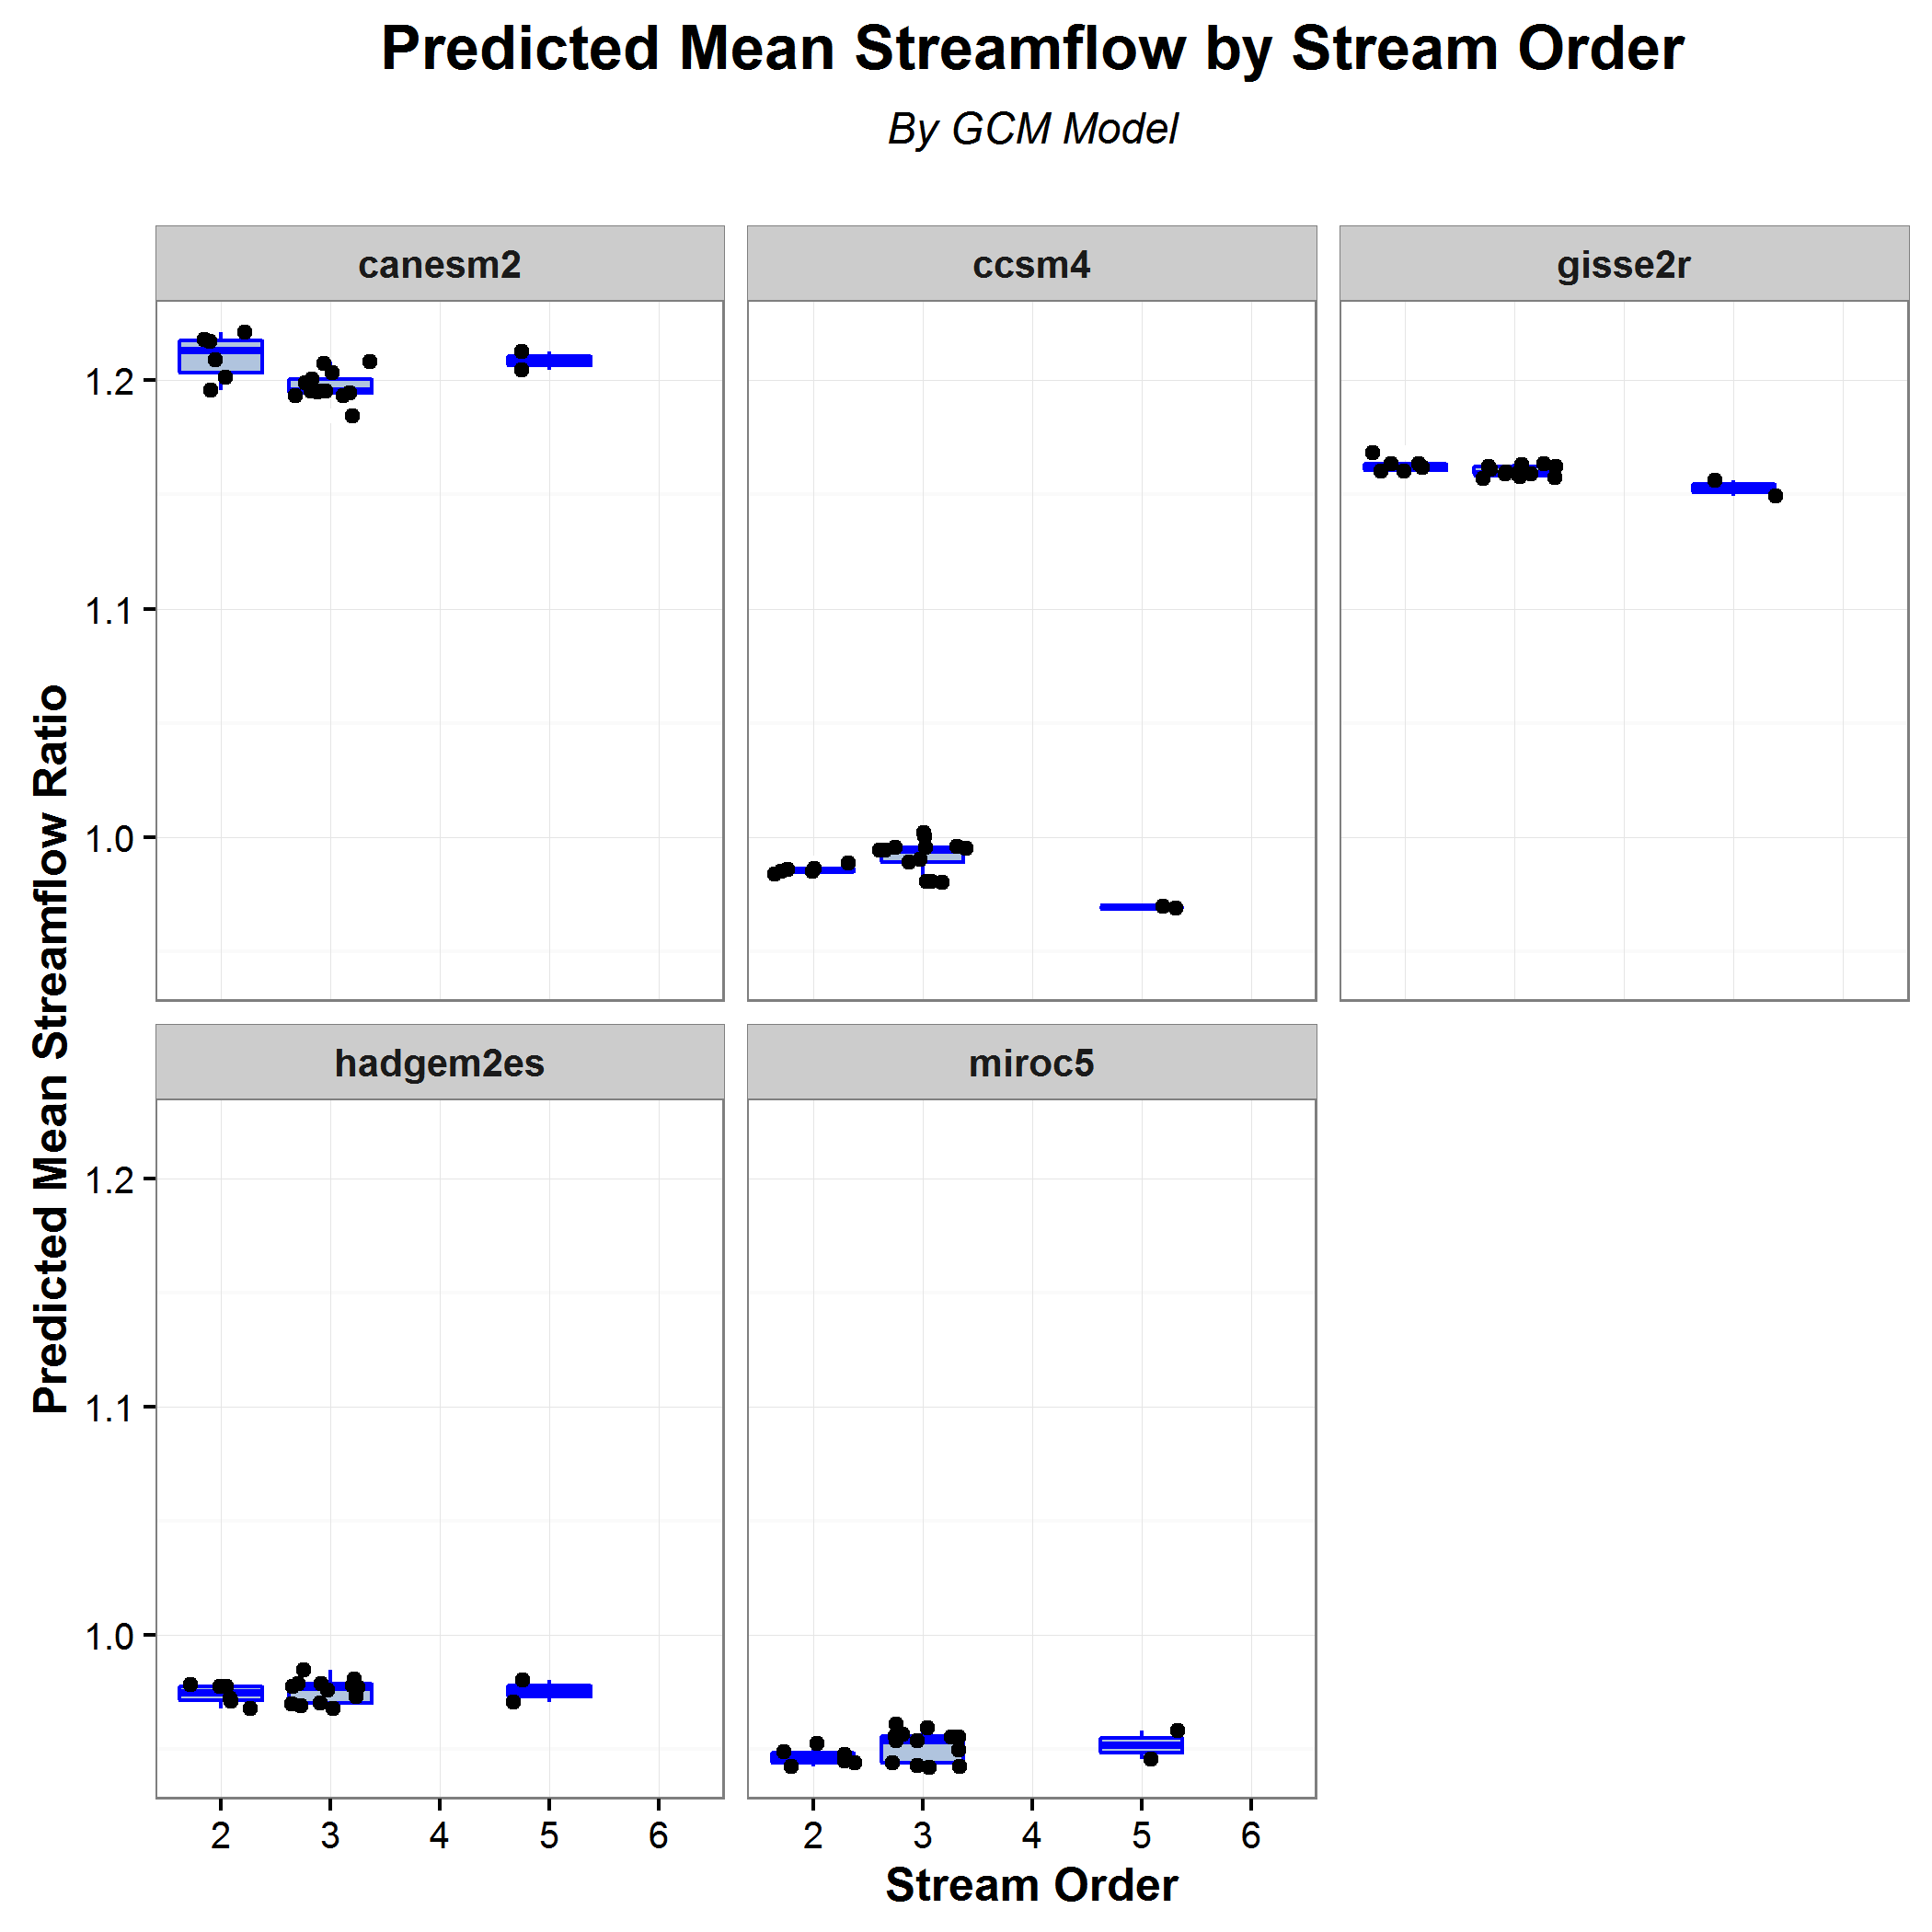 Predicted Mean Streamflow by Stream Order
By GCM Model
canesm2
ccsm4
gisse2r
1.2
1.1
1.0
Predicted Mean Streamflow Ratio
hadgem2es
miroc5
1.2
1.1
1.0
2 3 4 5 6
2 3 4 5 6
Stream Order